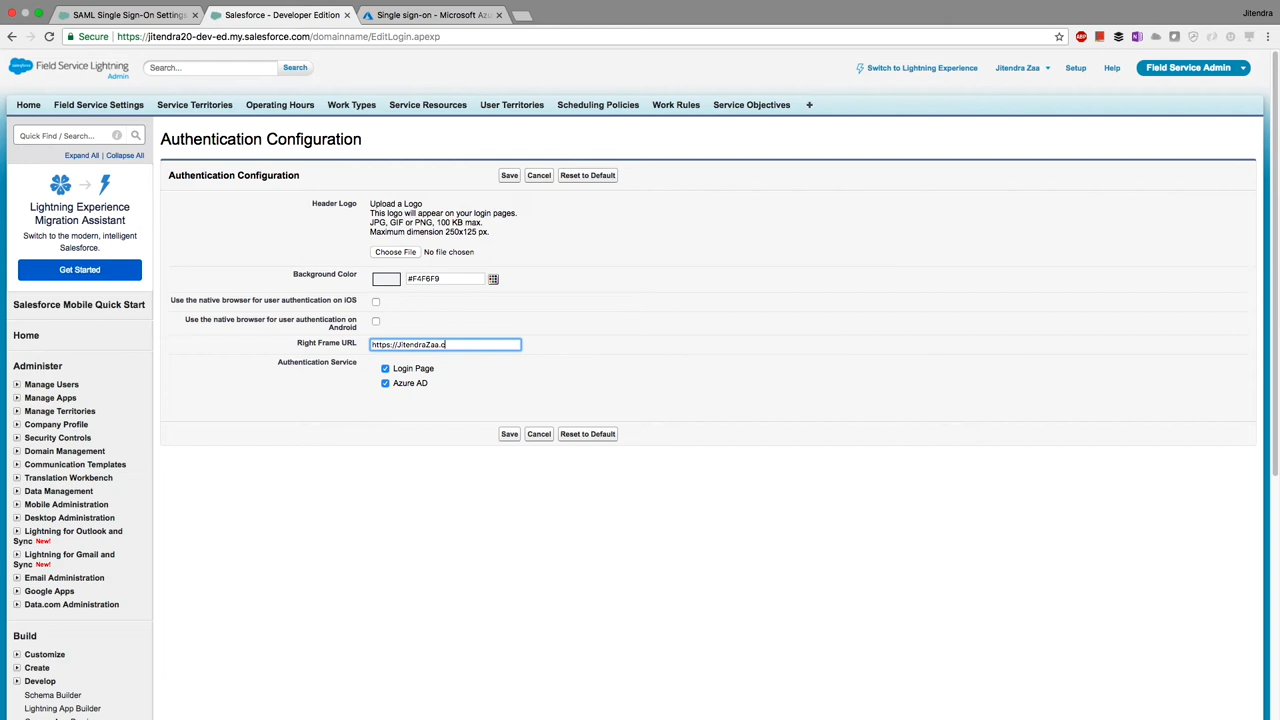 SAML Single Sign-On Settings
Salesforce - Developer Edition
Single sign-on - Microsoft Azu
Jitendra
Secure
https://jitendra20-dev-ed.my.salesforce.com/domainname/EditLogin.apexp
salesforce
Field Service Lightning
Admin
Search...
Search
Switch to Lightning Experience
Jitendra Zaa
Setup
Help
Field Service Admin
Home
Field Service Settings
Service Territories
Operating Hours
Work Types
Service Resources
User Territories
Scheduling Policies
Work Rules
Service Objectives
+
Quick Find / Search...
Expand All | Collapse All
Lightning Experience
Migration Assistant
Switch to the modern, intelligent
Salesforce.
Get Started
Salesforce Mobile Quick Start
Home
Administer
Manage Users
Manage Apps
Manage Territories
Company Profile
Security Controls
Domain Management
Communication Templates
Translation Workbench
Data Management
Mobile Administration
Desktop Administration
Lightning for Outlook and
Sync New!
Lightning for Gmail and
Sync New!
Email Administration
Google Apps
Data.com Administration
Build
Customize
Create
Develop
Schema Builder
Lightning App Builder
Authentication Configuration
Authentication Configuration
Save
Cancel
Reset to Default
Header Logo
Upload a Logo
This logo will appear on your login pages.
JPG, GIF or PNG, 100 KB max.
Maximum dimension 250x125 px.
Choose File No file chosen
Background Color
#F4F6F9
Use the native browser for user authentication on iOS
Use the native browser for user authentication on
Android
Right Frame URL
https://JitendraZaa.c
Authentication Service
Login Page
Azure AD
Save
Cancel
Reset to Default